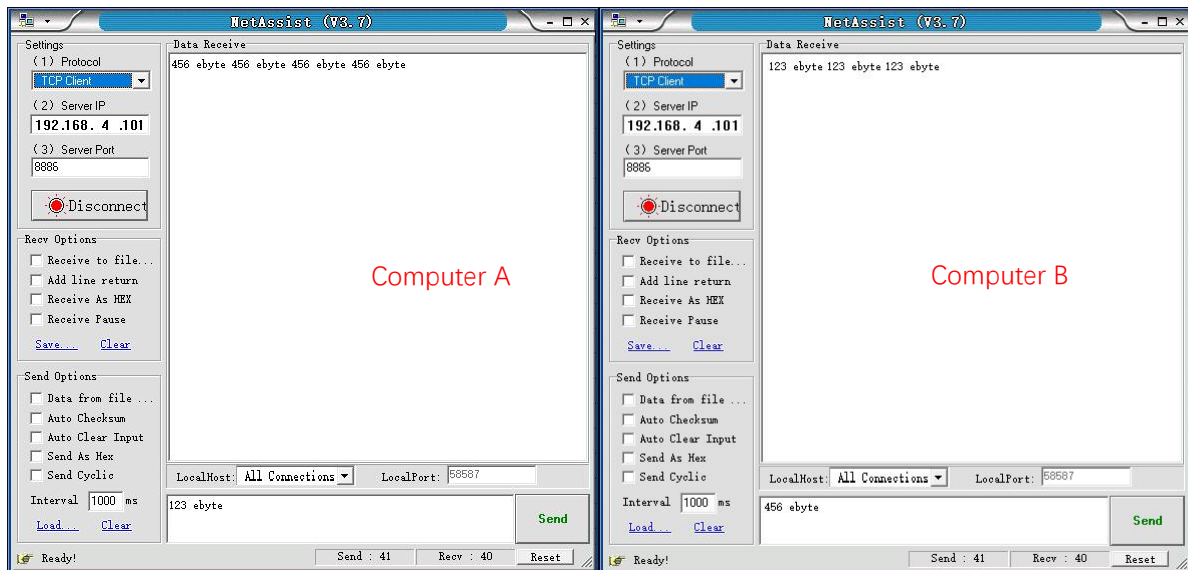 NetAssist (V3.7)
Settings
(1) Protocol
TCP Client
(2) Server IP
192.168. 4 .101
(3) Server Port
8886
Disconnect
Recv Options
Receive to file...
Add line return
Receive As HEX
Receive Pause
Save... Clear
Send Options
Data from file ...
Auto Checksum
Auto Clear Input
Send As Hex
Send Cyclic
Interval 1000 ms
Load... Clear
Data Receive
456 ebyte 456 ebyte 456 ebyte 456 ebyte
Computer A
LocalHost: All Connections LocalPort: 58587
123 ebyte
Send
Ready! Send : 41 Recv : 40 Reset
NetAssist (V3.7)
Settings
(1) Protocol
TCP Client
(2) Server IP
192.168. 4 .101
(3) Server Port
8886
Disconnect
Recv Options
Receive to file...
Add line return
Receive As HEX
Receive Pause
Save... Clear
Send Options
Data from file ...
Auto Checksum
Auto Clear Input
Send As Hex
Send Cyclic
Interval 1000 ms
Load... Clear
Data Receive
123 ebyte 123 ebyte 123 ebyte
Computer B
LocalHost: All Connections LocalPort: 58587
456 ebyte
Send
Ready! Send : 41 Recv : 40 Reset